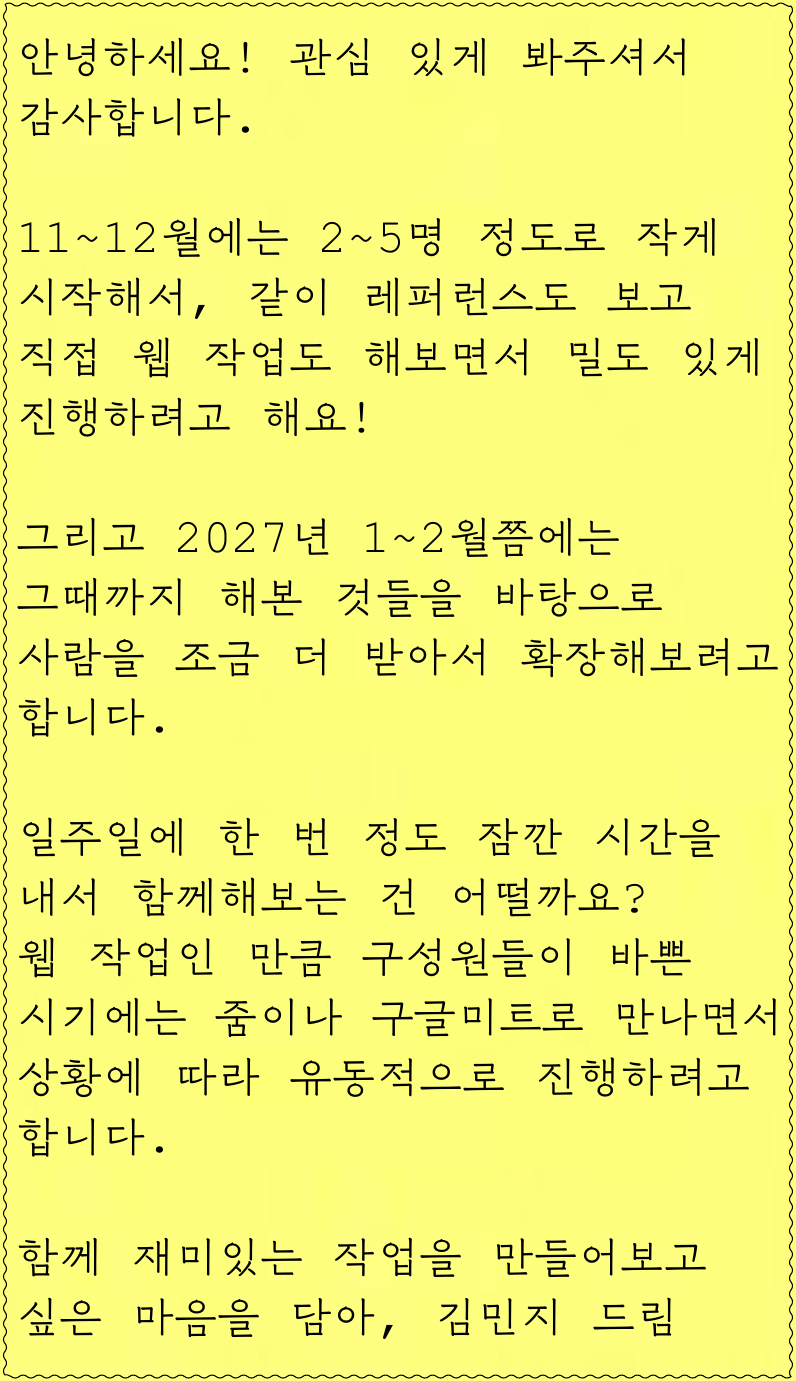 안녕하세요! 관심 있게 봐주셔서
감사합니다.
11~12월에는 2~5명 정도로 작게
시작해서, 같이 레퍼런스도 보고
직접 웹 작업도 해보면서 밀도 있게
진행하려고 해요!
그리고 2027년 1~2월쯤에는
그때까지 해본 것들을 바탕으로
사람을 조금 더 받아서 확장해보려고
합니다.
일주일에 한 번 정도 잠깐 시간을
내서 함께해보는 건 어떨까요?
웹 작업인 만큼 구성원들이 바쁜
시기에는 줌이나 구글미트로 만나면서
상황에 따라 유동적으로 진행하려고
합니다.
함께 재미있는 작업을 만들어보고
싶은 마음을 담아, 김민지 드림